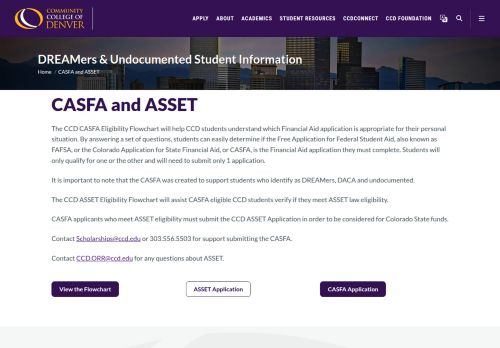 COMMUNITY
COLLEGE OF
DENVER
APPLY ABOUT ACADEMICS STUDENT RESOURCES CCDCONNECT CCD FOUNDATION
DREAMers & Undocumented Student Information
Home / CASFA and ASSET
CASFA and ASSET
The CCD CASFA Eligibility Flowchart will help CCD students understand which Financial Aid application is appropriate for their personal
situation. By answering a set of questions, students can easily determine if the Free Application for Federal Student Aid, also known as
FAFSA, or the Colorado Application for State Financial Aid, or CASFA, is the Financial Aid application they must complete. Students will
only qualify for one or the other and will need to submit only 1 application.
It is important to note that the CASFA was created to support students who identify as DREAMers, DACA and undocumented.
The CCD ASSET Eligibility Flowchart will assist CASFA eligible CCD students verify if they meet ASSET law eligibility.
CASFA applicants who meet ASSET eligibility must submit the CCD ASSET Application in order to be considered for Colorado State funds.
Contact Scholarships@ccd.edu or 303.556.5503 for support submitting the CASFA.
Contact CCD.ORR@ccd.edu for any questions about ASSET.
View the Flowchart ASSET Application CASFA Application